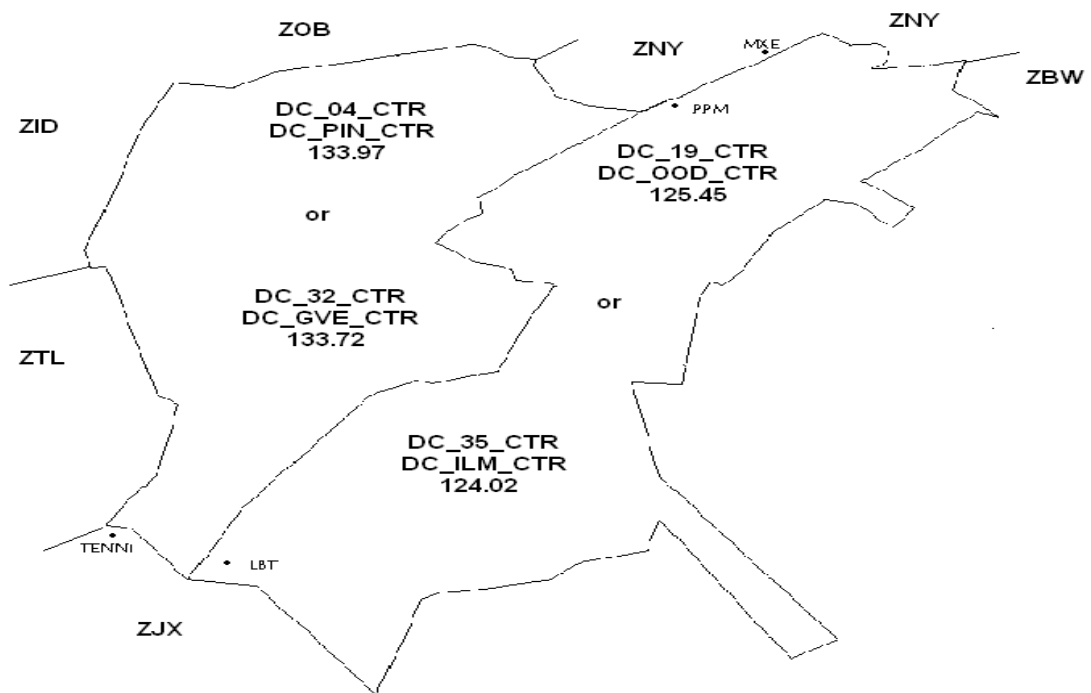 ZOB
ZNY
ZNY
MXE
ZBW
ZID
DC_04_CTR
DC_PIN_CTR
133.97
PPM
DC_19_CTR
DC_OOD_CTR
125.45
or
DC_32_CTR
DC_GVE_CTR
133.72
or
ZTL
DC_35_CTR
DC_ILM_CTR
124.02
TENNI
LBT
ZJX